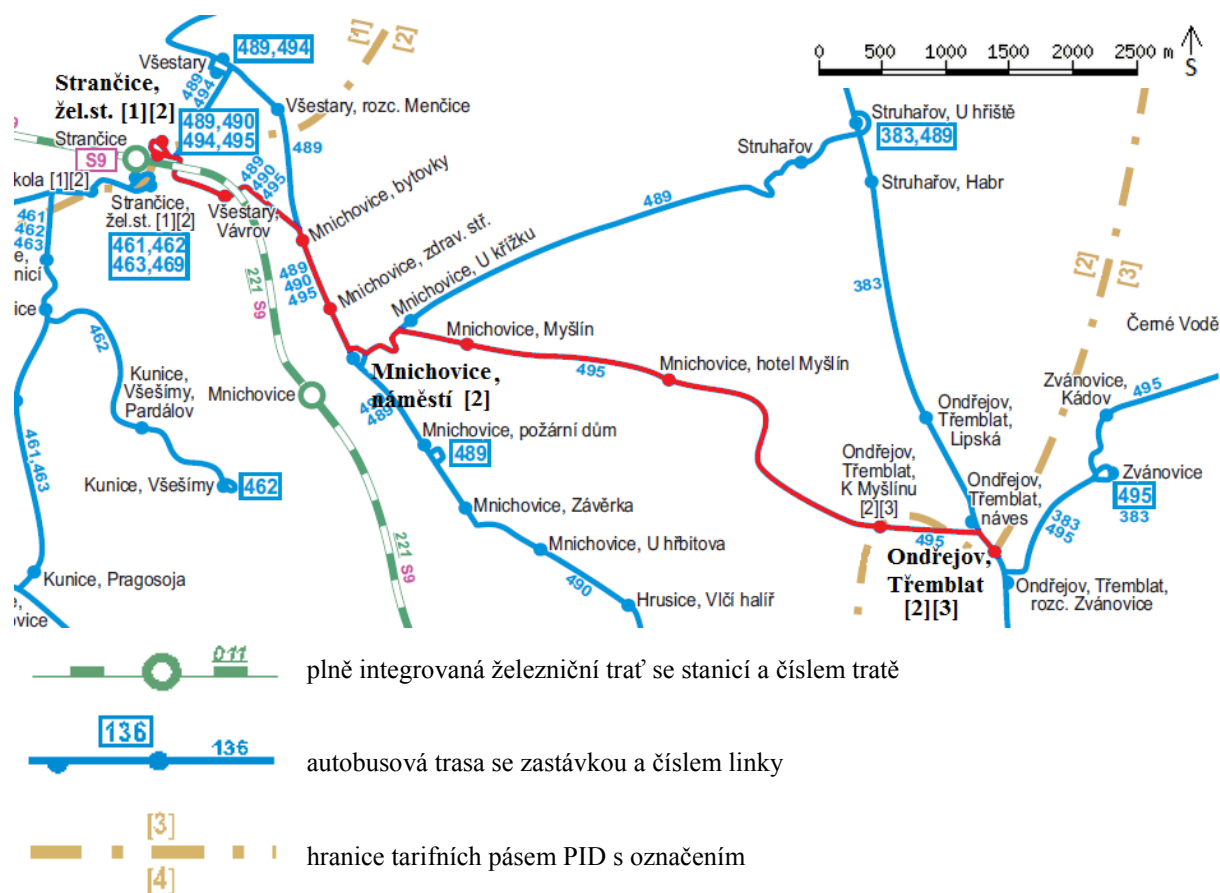 [1]
[2]
0 500 1000 1500 2000 2500 m
S
489,494
Všestary
489
494
Strančice,
žel.st. [1][2]
489,490
494,495
Všestary, rozc. Menčice
489
Strančice
S9
489
490
495
kola [1][2]
Strančice,
žel.st. [1][2]
Všestary,
Vávrov
461,462
463,469
461
462
463
e,
nicí
ice
Mnichovice, bytovky
Mnichovice, zdrav. stř.
Mnichovice, U křížku
489
490
495
221 S9
489
Struhařov, U hřiště
383,489
Struhařov
Struhařov, Habr
383
[2]
[3]
Černé Vodě
462
Kunice,
Všešímy,
Pardálov
Mnichovice
Mnichovice,
náměstí [2]
489
Mnichovice, Myšlín
495
Mnichovice, hotel Myšlín
Zvánovice,
Kádov
495
Ondřejov,
Třemblat,
Lipská
461,463
Mnichovice, požární dům
489
Kunice, Všešímy
462
Ondřejov,
Třemblat,
K Myšlínu
[2][3]
Ondřejov,
Třemblat,
náves
Zvánovice
495
383
383
495
Mnichovice, Závěrka
221 S9
Mnichovice, U hřbitova
490
495
Kunice, Pragosoja
e,
ovice
Hrusice, Vlčí halíř
Ondřejov,
Třemblat
[2][3]
Ondřejov, Třemblat,
rozc. Zvánovice
011
plně integrovaná železniční trať se stanicí a číslem tratě
136
136
autobusová trasa se zastávkou a číslem linky
[3]
[4]
hranice tarifních pásem PID s označením